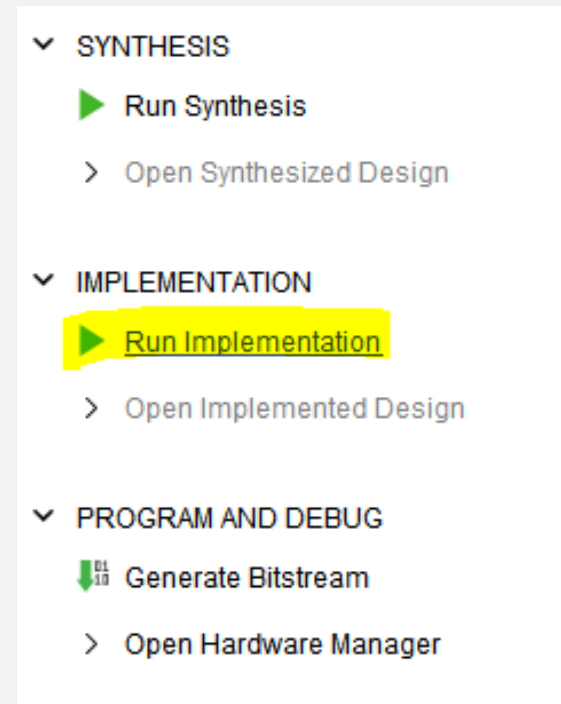 SYNTHESIS
Run Synthesis
Open Synthesized Design
IMPLEMENTATION
Run Implementation
Open Implemented Design
PROGRAM AND DEBUG
Generate Bitstream
Open Hardware Manager